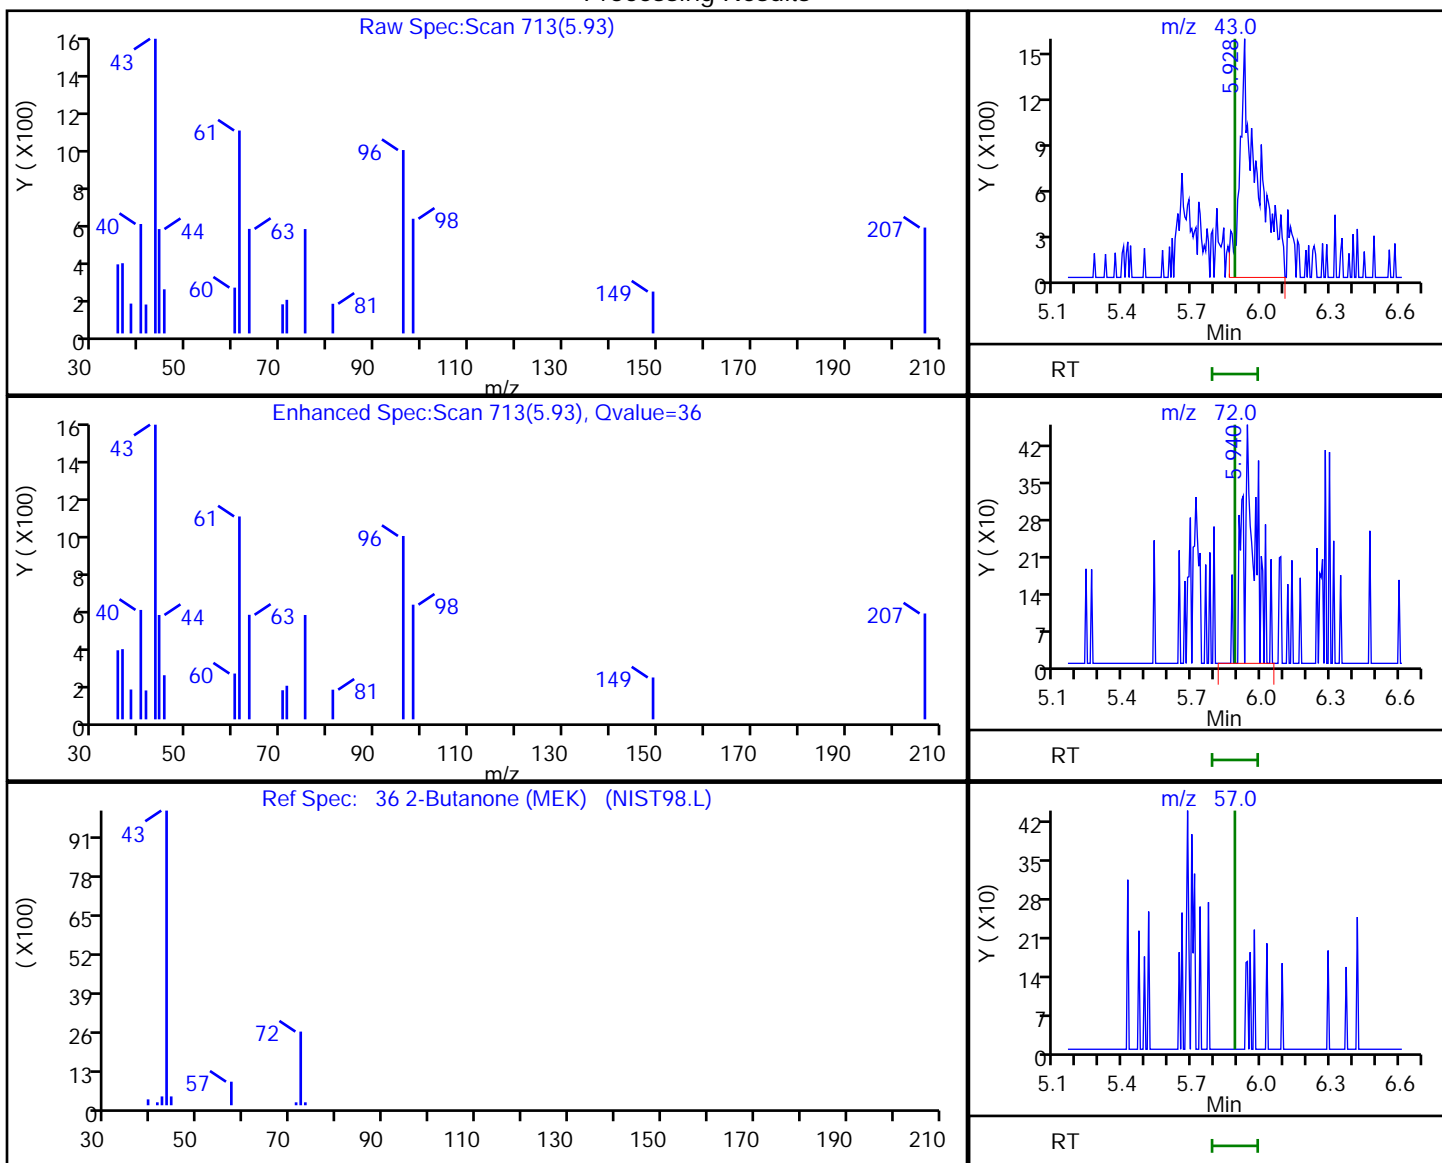 Processing Results
Raw Spec:Scan 713(5.93)
Y ( X100)
16
14
12
10
8
6
4
2
0
43
61
96
40
44
63
98
207
60
81
149
30 50 70 90 110 130 150 170 190 210
m/z
m/z 43.0
Y ( X100)
15
12
9
6
3
0
5.928
5.1 5.4 5.7 6.0 6.3 6.6
Min
RT
Enhanced Spec:Scan 713(5.93), Qvalue=36
Y ( X100)
16
14
12
10
8
6
4
2
0
43
61
96
40
44
63
98
207
60
81
149
30 50 70 90 110 130 150 170 190 210
m/z
m/z 72.0
Y ( X10)
42
35
28
21
14
7
0
5.940
5.1 5.4 5.7 6.0 6.3 6.6
Min
RT
Ref Spec: 36 2-Butanone (MEK) (NIST98.L)
( X100)
91
78
65
52
39
26
13
0
43
72
57
30 50 70 90 110 130 150 170 190 210
m/z 57.0
Y ( X10)
42
35
28
21
14
7
0
5.1 5.4 5.7 6.0 6.3 6.6
Min
RT